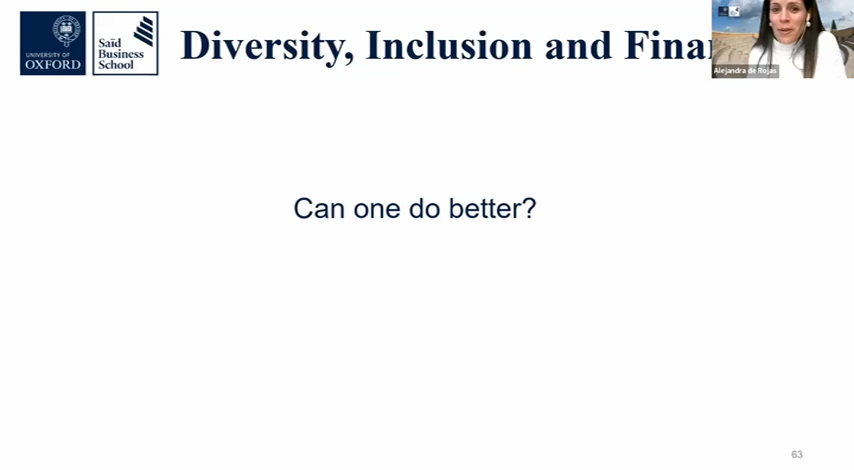 UNIVERSITY OF
OXFORD
Saïd
Business
School
Diversity, Inclusion and Finan
Alejandra de Rojas
Can one do better?
63